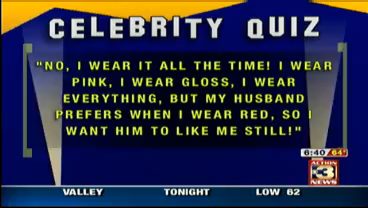 CELEBRITY QUIZ
"NO, I WEAR IT ALL THE TIME! I WEAR
PINK, I WEAR GLOSS, I WEAR
EVERYTHING, BUT MY HUSBAND
PREFERS WHEN I WEAR RED, SO I
WANT HIM TO LIKE ME STILL!"
6:40 64°
ACTION
3
NEWS
VALLEY TONIGHT LOW 62